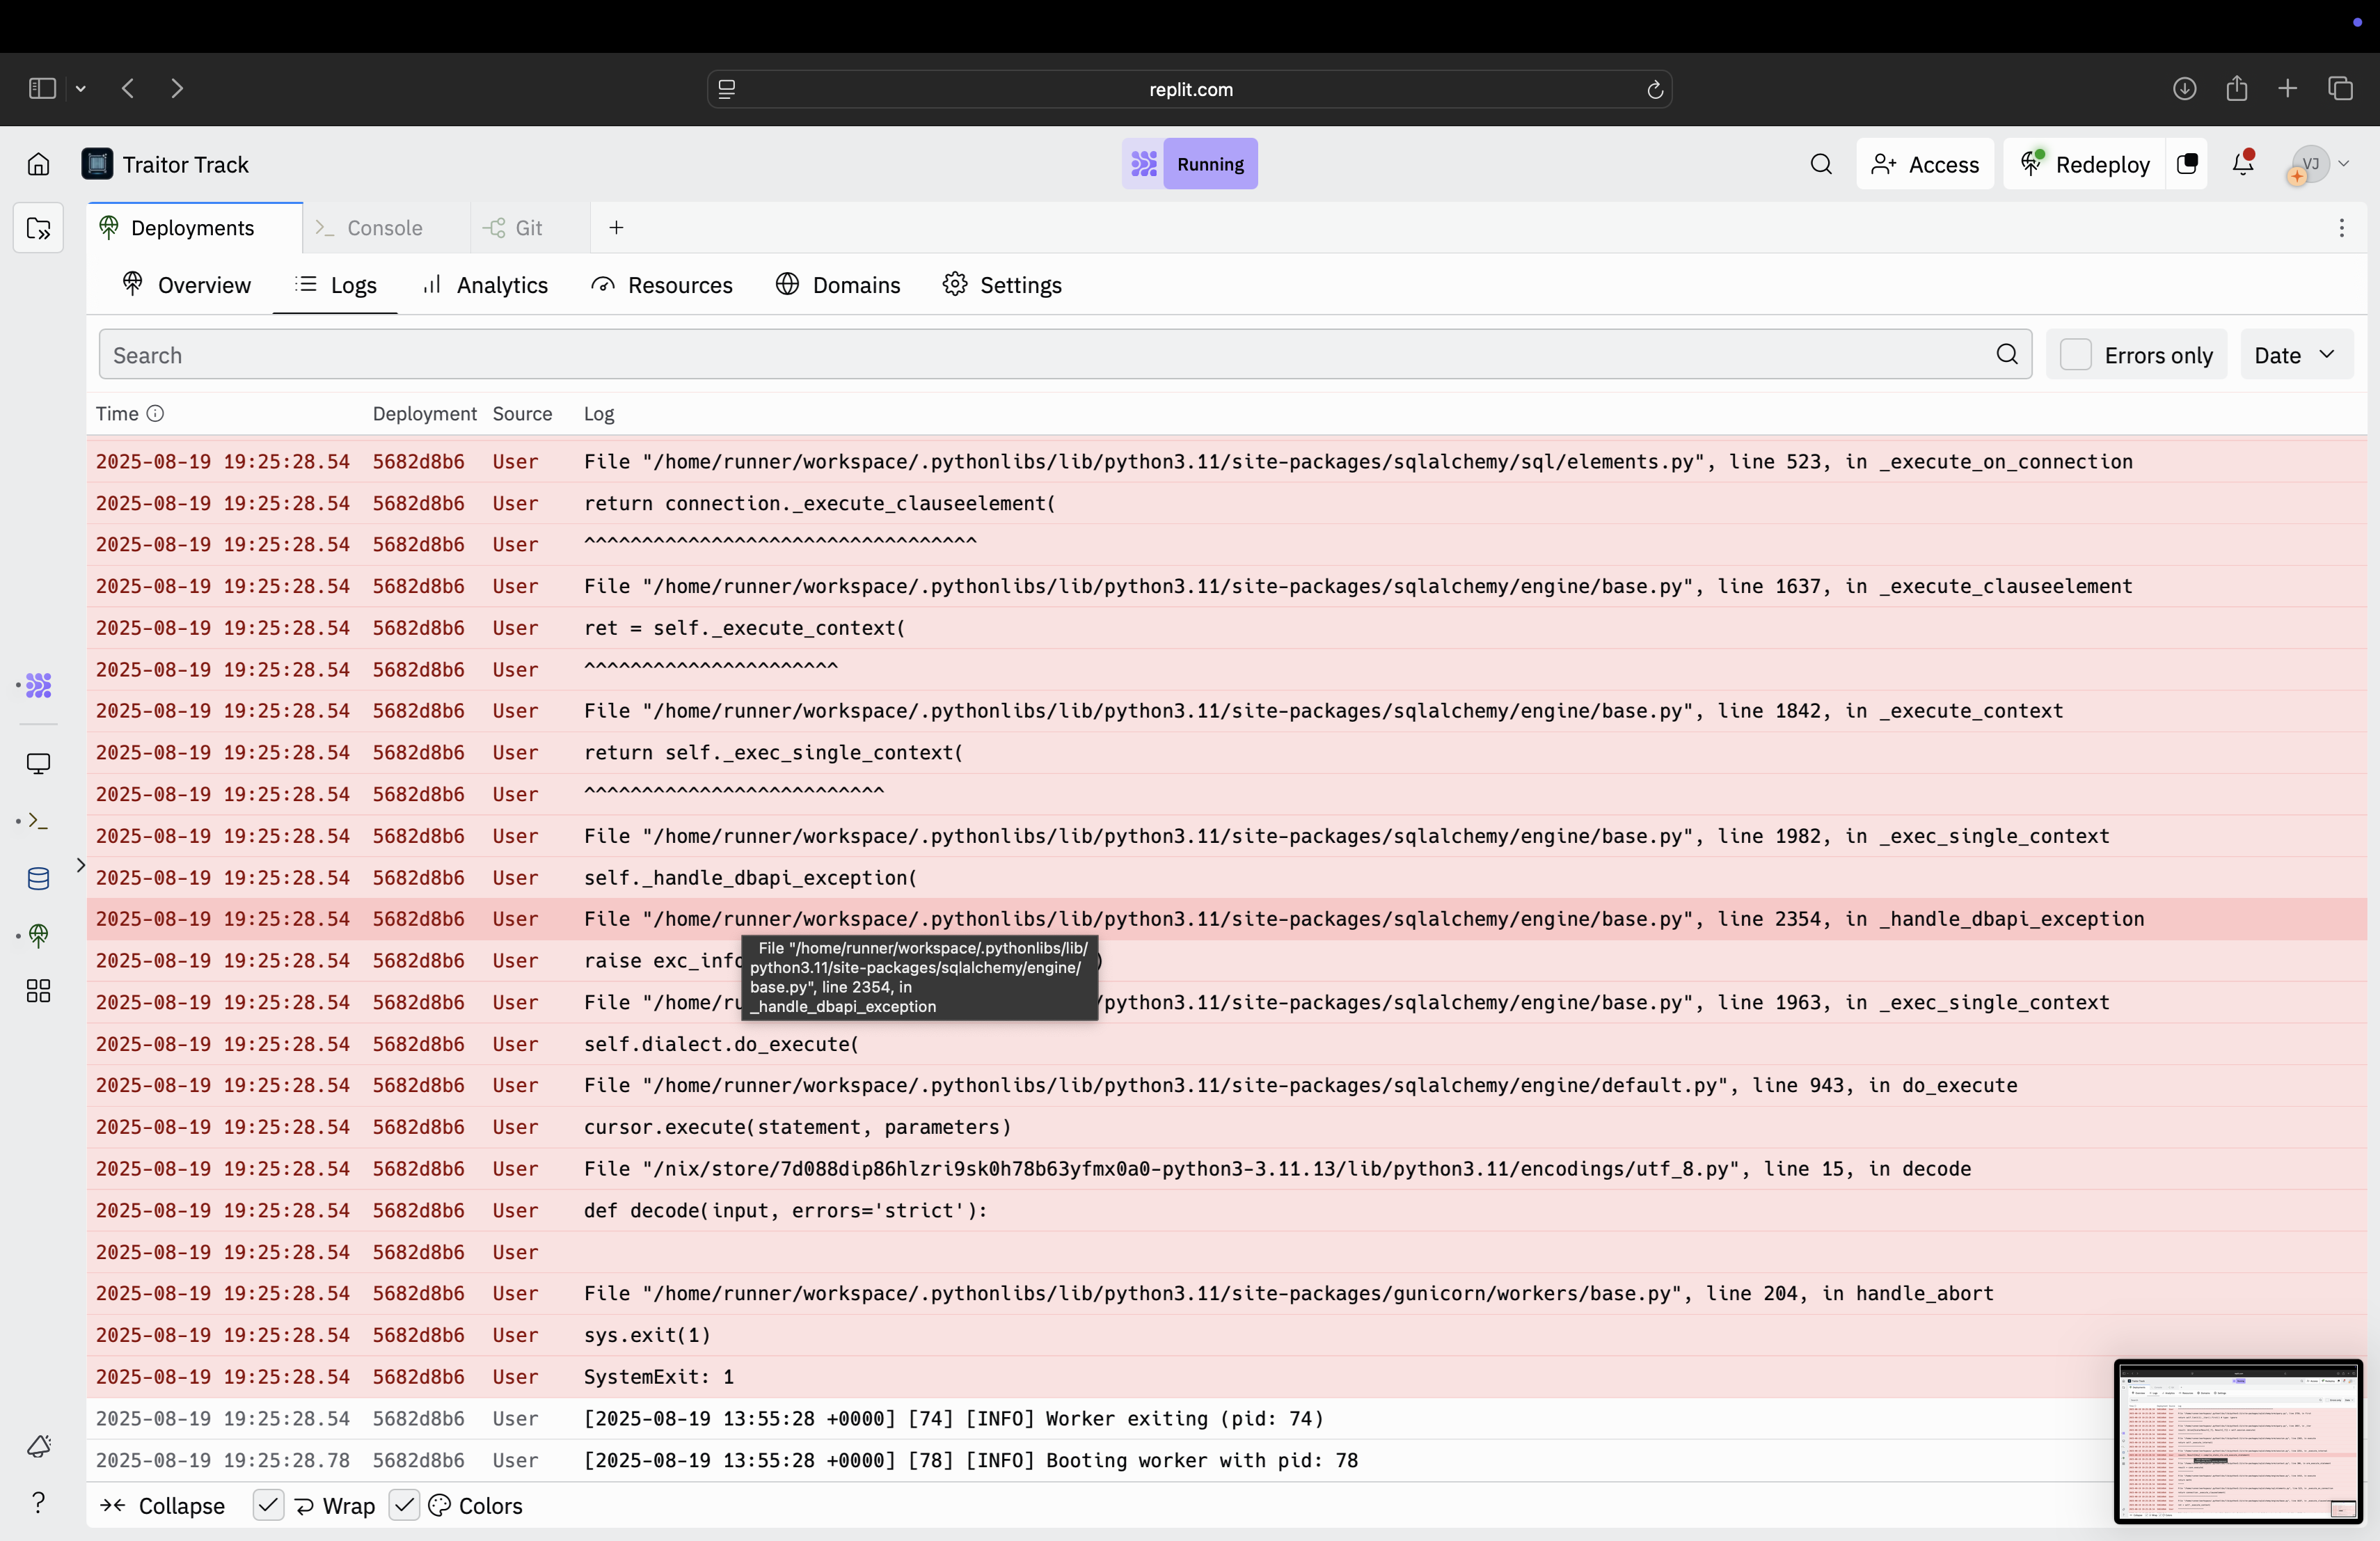 replit.com
Traitor Track
Running
Access
Redeploy
VJ
Deployments
Console
Git
Overview
Logs
Analytics
Resources
Domains
Settings
Search
Errors only
Date
Time Deployment Source Log
2025-08-19 19:25:28.54 5682d8b6 User File "/home/runner/workspace/.pythonlibs/lib/python3.11/site-packages/sqlalchemy/sql/elements.py", line 523, in _execute_on_connection
2025-08-19 19:25:28.54 5682d8b6 User return connection._execute_clauseelement(
2025-08-19 19:25:28.54 5682d8b6 User ^^^^^^^^^^^^^^^^^^^^^^^^^^^^^^^^^^
2025-08-19 19:25:28.54 5682d8b6 User File "/home/runner/workspace/.pythonlibs/lib/python3.11/site-packages/sqlalchemy/engine/base.py", line 1637, in _execute_clauseelement
2025-08-19 19:25:28.54 5682d8b6 User ret = self._execute_context(
2025-08-19 19:25:28.54 5682d8b6 User ^^^^^^^^^^^^^^^^^^^^^^
2025-08-19 19:25:28.54 5682d8b6 User File "/home/runner/workspace/.pythonlibs/lib/python3.11/site-packages/sqlalchemy/engine/base.py", line 1842, in _execute_context
2025-08-19 19:25:28.54 5682d8b6 User return self._exec_single_context(
2025-08-19 19:25:28.54 5682d8b6 User ^^^^^^^^^^^^^^^^^^^^^^^^^^
2025-08-19 19:25:28.54 5682d8b6 User File "/home/runner/workspace/.pythonlibs/lib/python3.11/site-packages/sqlalchemy/engine/base.py", line 1982, in _exec_single_context
2025-08-19 19:25:28.54 5682d8b6 User self._handle_dbapi_exception(
2025-08-19 19:25:28.54 5682d8b6 User File "/home/runner/workspace/.pythonlibs/lib/python3.11/site-packages/sqlalchemy/engine/base.py", line 2354, in _handle_dbapi_exception
File "/home/runner/workspace/.pythonlibs/lib/
python3.11/site-packages/sqlalchemy/engine/
base.py", line 2354, in
_handle_dbapi_exception
2025-08-19 19:25:28.54 5682d8b6 User raise )
2025-08-19 19:25:28.54 5682d8b6 User File /python3.11/site-packages/sqlalchemy/engine/base.py", line 1963, in _exec_single_context
2025-08-19 19:25:28.54 5682d8b6 User self.dialect.do_execute(
2025-08-19 19:25:28.54 5682d8b6 User File "/home/runner/workspace/.pythonlibs/lib/python3.11/site-packages/sqlalchemy/engine/default.py", line 943, in do_execute
2025-08-19 19:25:28.54 5682d8b6 User cursor.execute(statement, parameters)
2025-08-19 19:25:28.54 5682d8b6 User File "/nix/store/7d088dip86hlzri9sk0h78b63yfmx0a0-python3-3.11.13/lib/python3.11/encodings/utf_8.py", line 15, in decode
2025-08-19 19:25:28.54 5682d8b6 User def decode(input, errors='strict'):
2025-08-19 19:25:28.54 5682d8b6 User
2025-08-19 19:25:28.54 5682d8b6 User File "/home/runner/workspace/.pythonlibs/lib/python3.11/site-packages/gunicorn/workers/base.py", line 204, in handle_abort
2025-08-19 19:25:28.54 5682d8b6 User sys.exit(1)
2025-08-19 19:25:28.54 5682d8b6 User SystemExit: 1
2025-08-19 19:25:28.54 5682d8b6 User [2025-08-19 13:55:28 +0000] [74] [INFO] Worker exiting (pid: 74)
2025-08-19 19:25:28.78 5682d8b6 User [2025-08-19 13:55:28 +0000] [78] [INFO] Booting worker with pid: 78
Collapse
Wrap
Colors